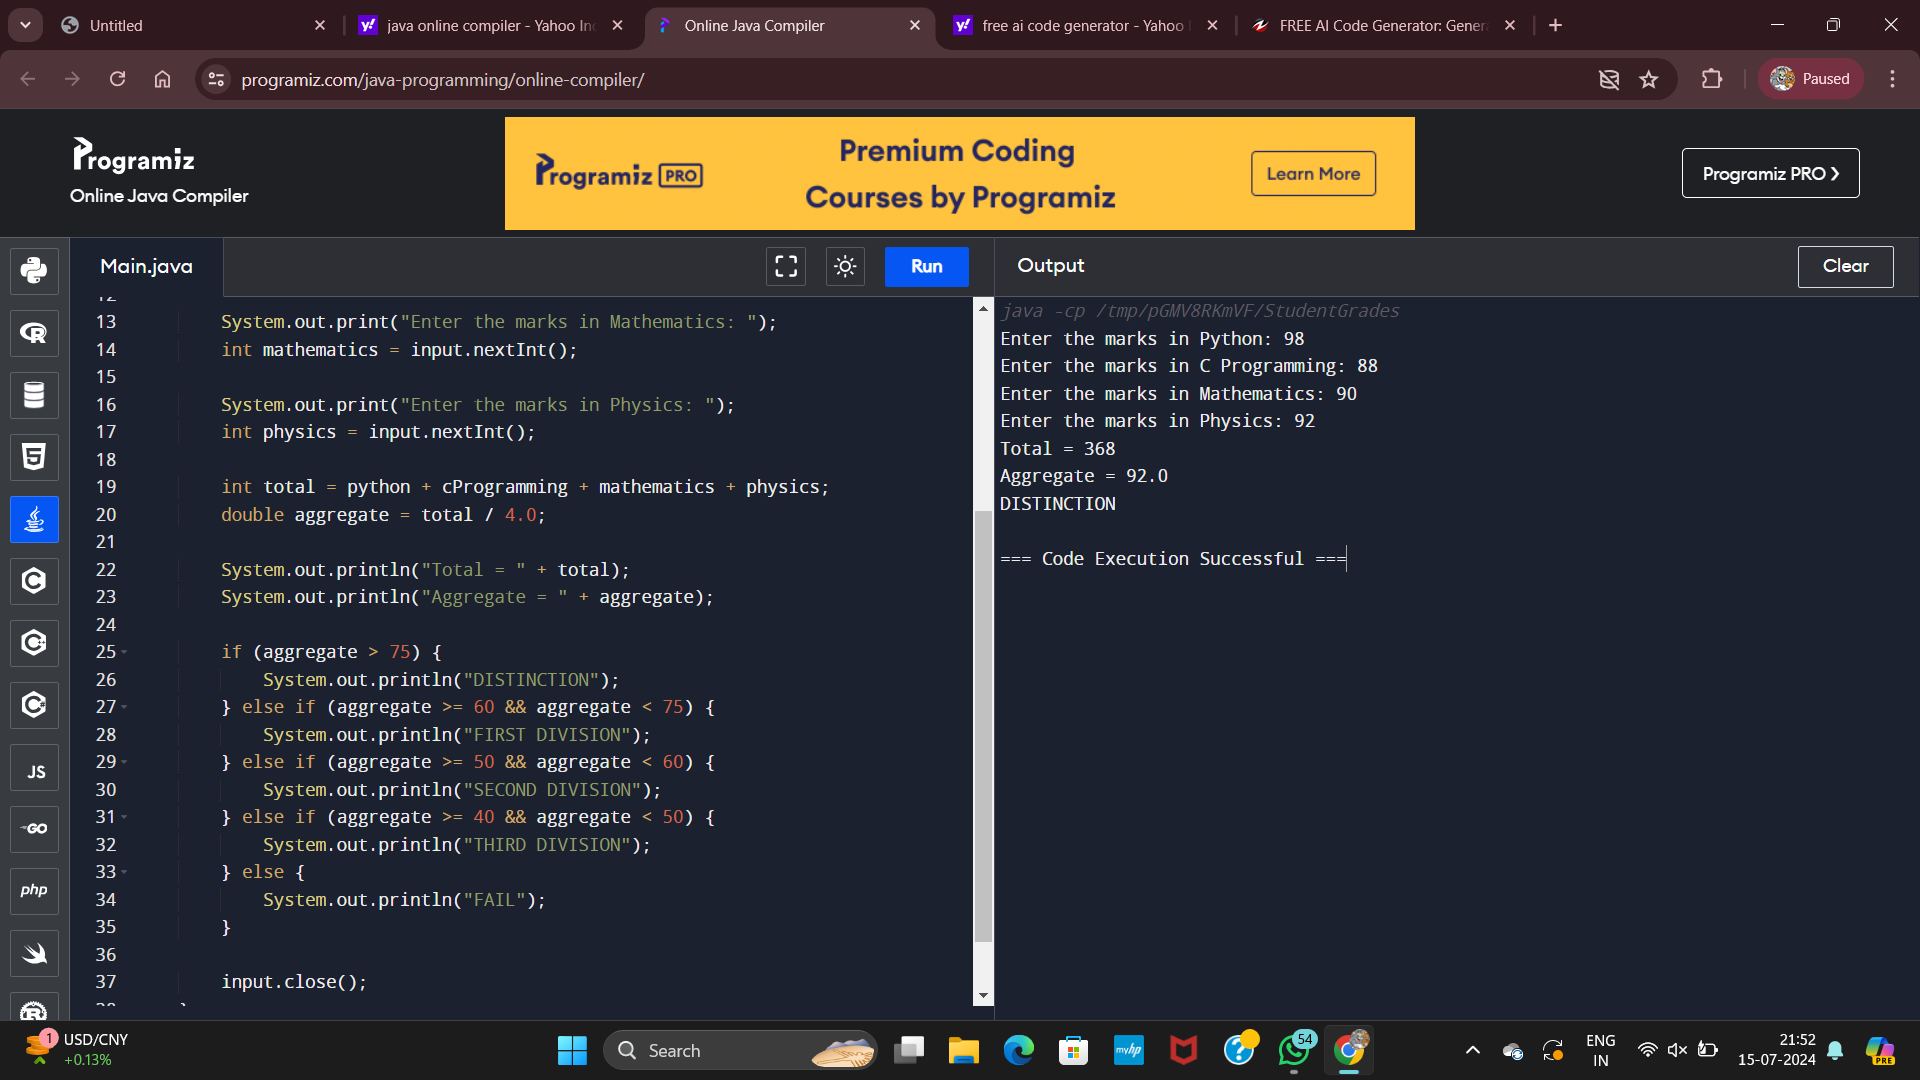 Untitled
java online compiler - Yahoo In
Online Java Compiler
free ai code generator - Yahoo
FREE AI Code Generator: Gener
programiz.com/java-programming/online-compiler/
Paused
Programiz
Online Java Compiler
Programiz PRO
Premium Coding
Courses by Programiz
Learn More
Programiz PRO
Main.java
Run
Output
Clear
13 System.out.print("Enter the marks in Mathematics: ");
14 int mathematics = input.nextInt();
15
16 System.out.print("Enter the marks in Physics: ");
17 int physics = input.nextInt();
18
19 int total = python + cProgramming + mathematics + physics;
20 double aggregate = total / 4.0;
21
22 System.out.println("Total = " + total);
23 System.out.println("Aggregate = " + aggregate);
24
25 if (aggregate > 75) {
26 System.out.println("DISTINCTION");
27 } else if (aggregate >= 60 && aggregate < 75) {
28 System.out.println("FIRST DIVISION");
29 } else if (aggregate >= 50 && aggregate < 60) {
30 System.out.println("SECOND DIVISION");
31 } else if (aggregate >= 40 && aggregate < 50) {
32 System.out.println("THIRD DIVISION");
33 } else {
34 System.out.println("FAIL");
35 }
36
37 input.close();
java -cp /tmp/pGMV8RKmVF/StudentGrades
Enter the marks in Python: 98
Enter the marks in C Programming: 88
Enter the marks in Mathematics: 90
Enter the marks in Physics: 92
Total = 368
Aggregate = 92.0
DISTINCTION
=== Code Execution Successful ===
JS
GO
php
1
USD/CNY
+0.13%
Search
myhp
54
ENG
IN
21:52
15-07-2024
PRE